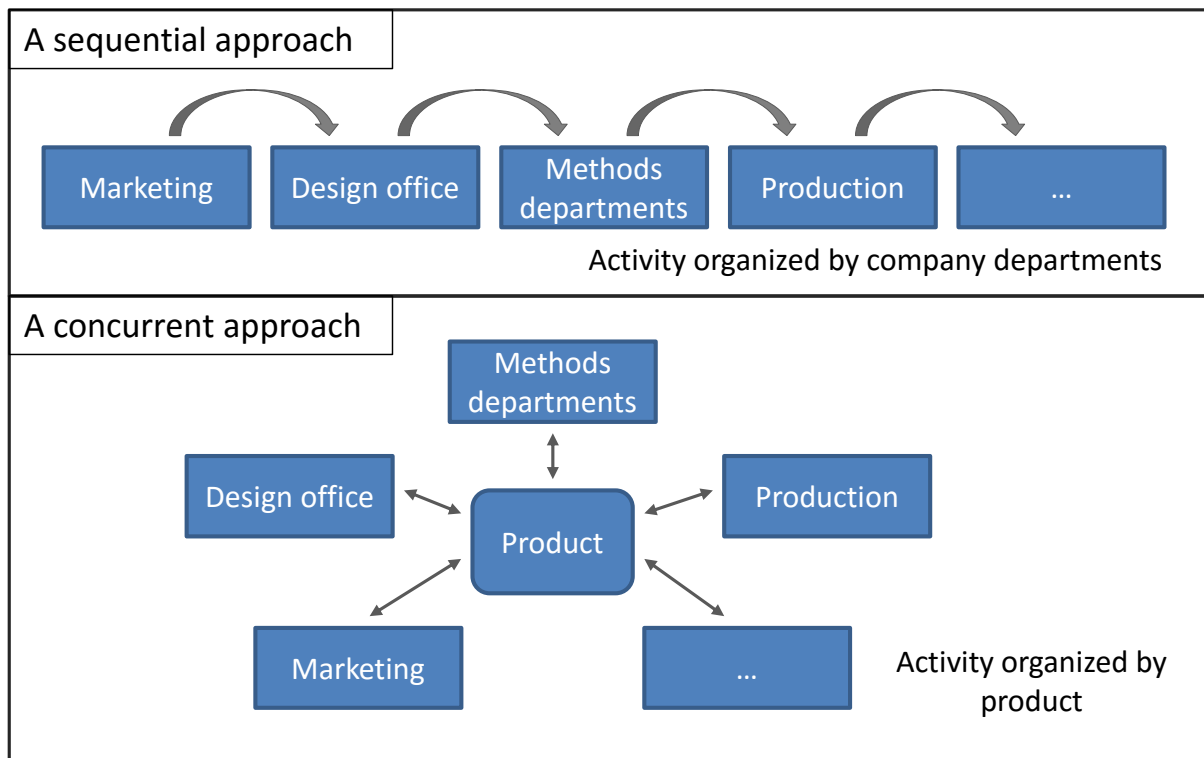 A sequential approach
Marketing
Design office
Methods
departments
Production
...
Activity organized by company departments
A concurrent approach
Methods
departments
Design office
Production
Product
Marketing
...
Activity organized by
product